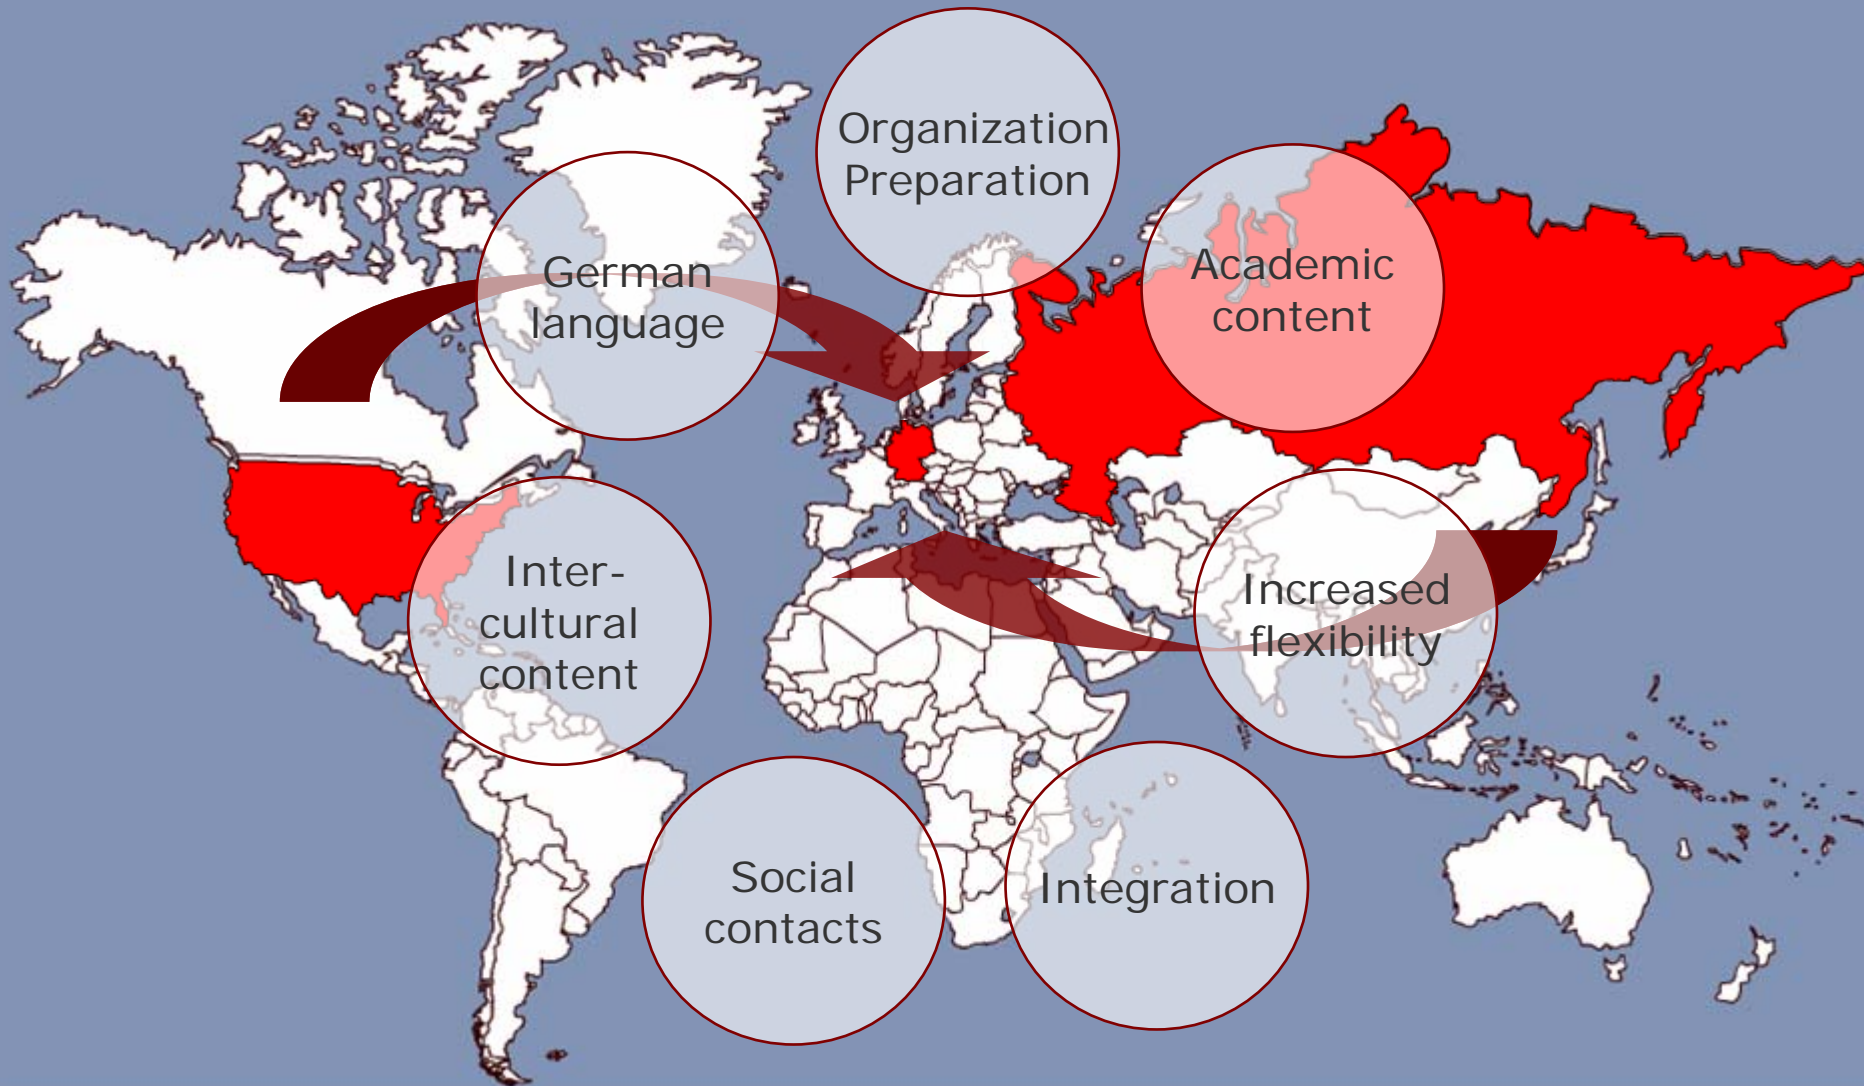 Organization
Preparation
German
language
Academic
content
Inter-
cultural
content
Increased
flexibility
Social
contacts
Integration